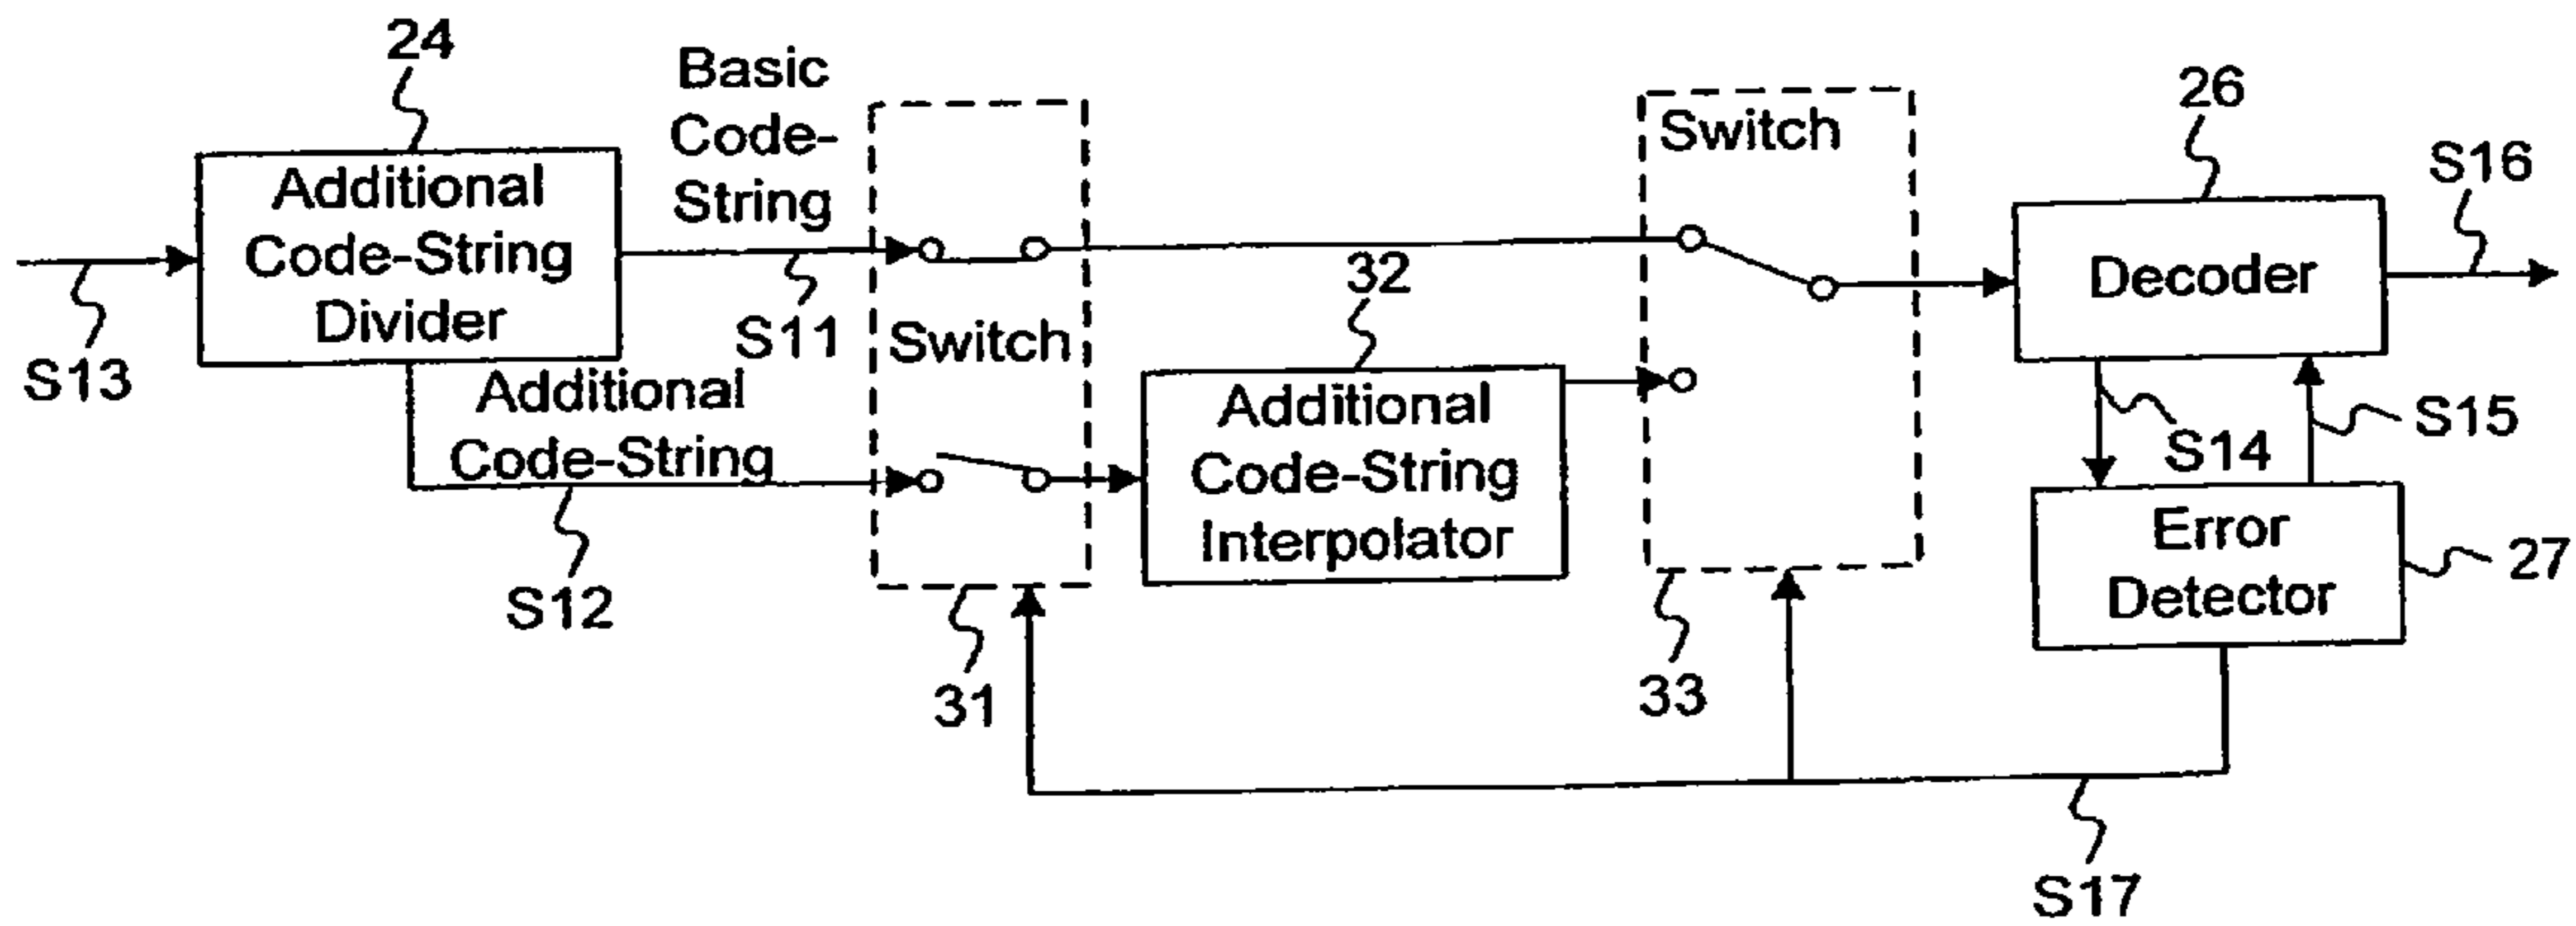 24
Additional
Code-String
Divider
S13
Basic
Code-
String
S11
Additional
Code-String
S12
Switch
31
32
Additional
Code-String
Interpolator
Switch
33
26
Decoder
S16
S14
S15
Error
Detector
27
S17